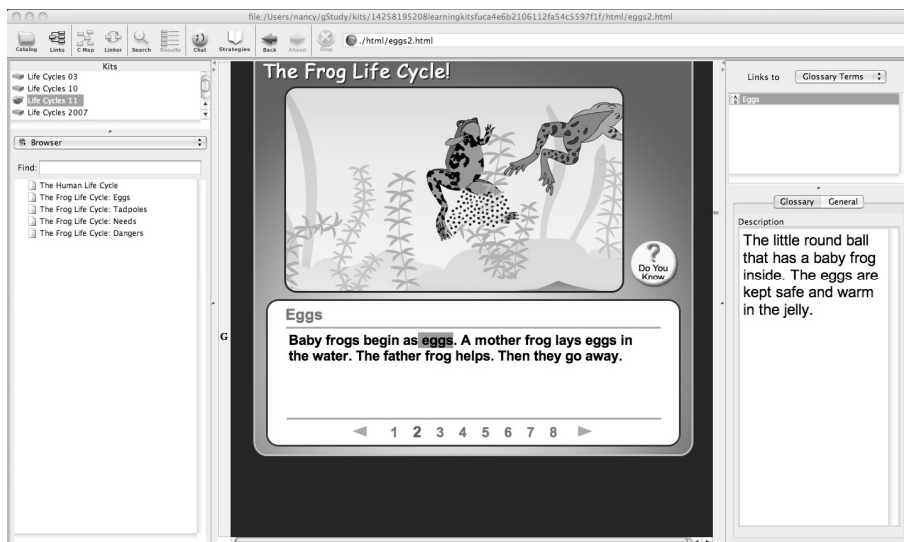 file:/Users/nancy/gStudy/kits/14258195208learningkitsfuca4e6b2106112fa54c5597f1f/html/eggs2.html
Catalog Links C Map Linker Search Results Chat Strategies Back Ahead Stop ./html/eggs2.html
Kits
Life Cycles 03
Life Cycles 10
Life Cycles 11
Life Cycles 2007
Browser
Find:
The Human Life Cycle
The Frog Life Cycle: Eggs
The Frog Life Cycle: Tadpoles
The Frog Life Cycle: Needs
The Frog Life Cycle: Dangers
G
The Frog Life Cycle!
?
Do You
Know
Eggs
Baby frogs begin as eggs. A mother frog lays eggs in
the water. The father frog helps. Then they go away.
1 2 3 4 5 6 7 8
Links to Glossary Terms
Eggs
Glossary General
Description
The little round ball
that has a baby frog
inside. The eggs are
kept safe and warm
in the jelly.